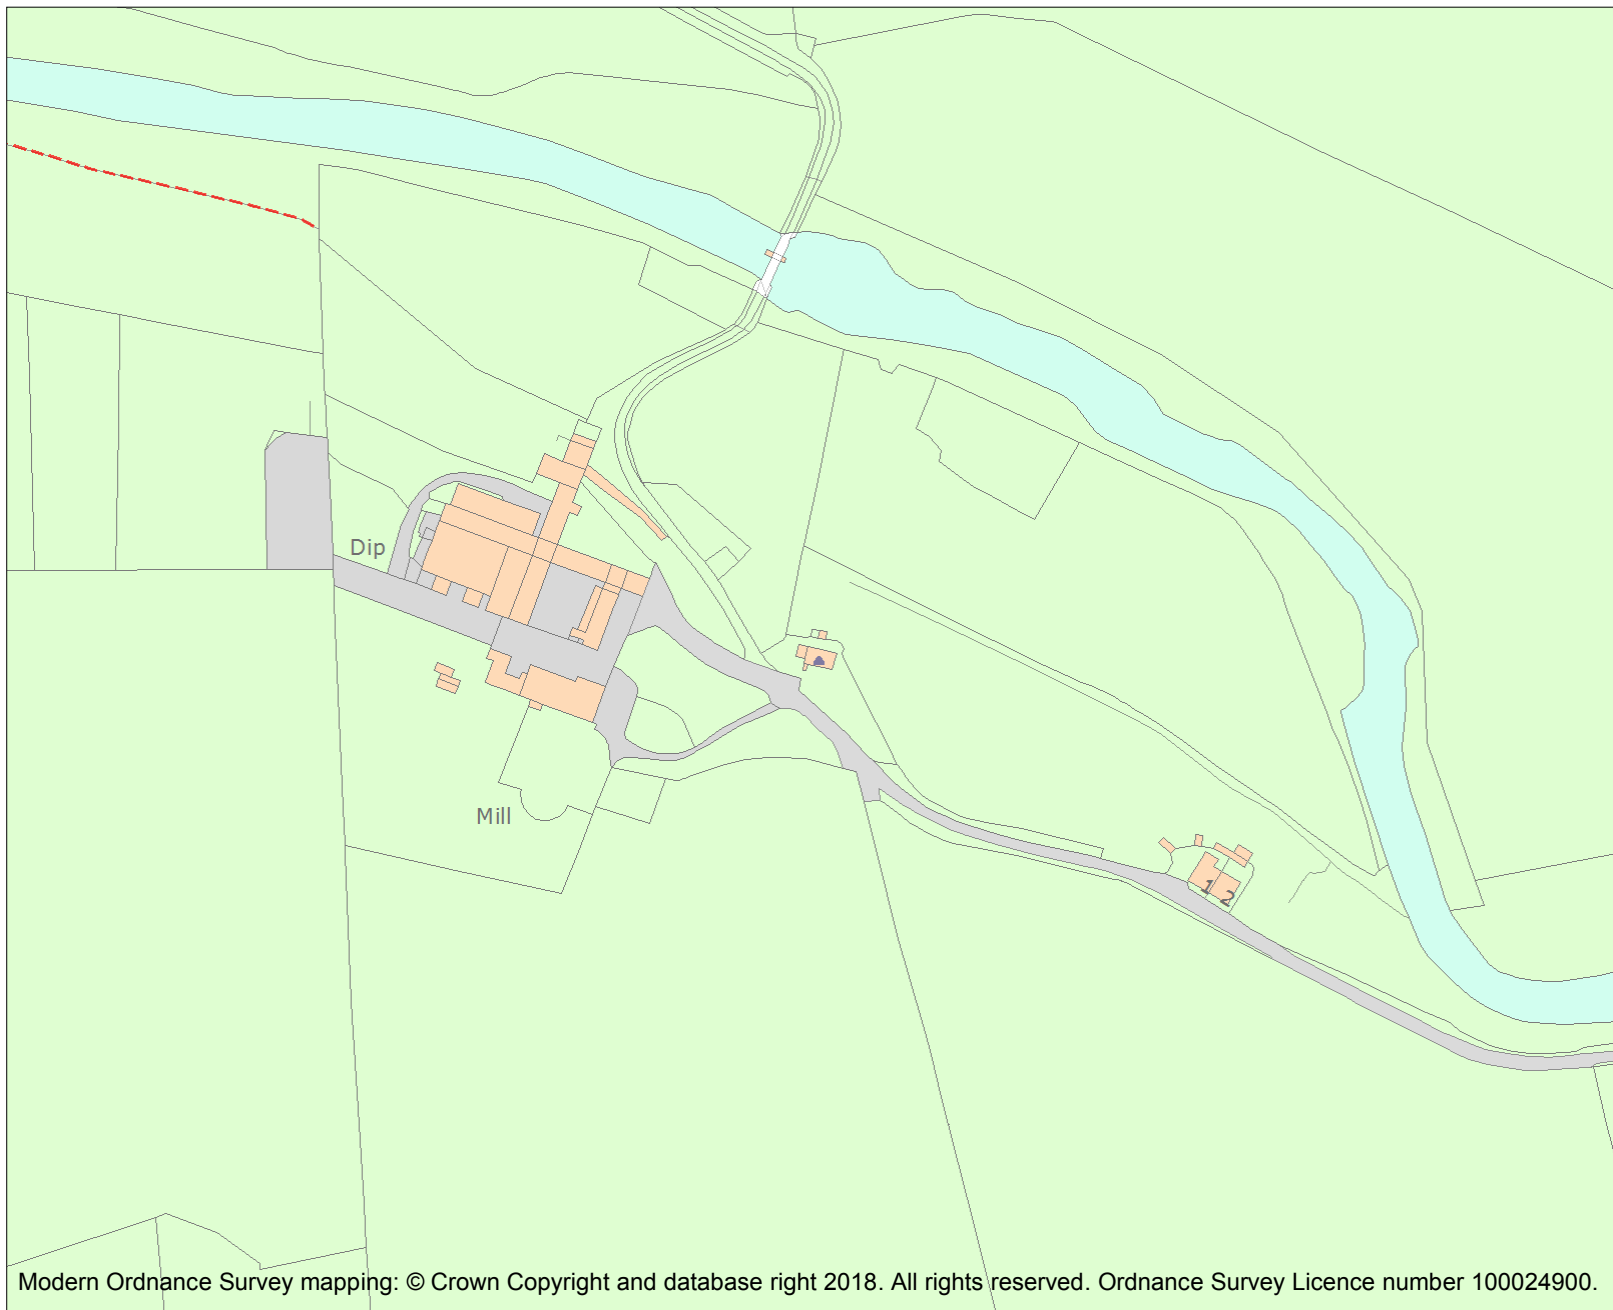 Dip
Mill
1
2
Modern Ordnance Survey mapping: © Crown Copyright and database right 2018. All rights reserved. Ordnance Survey Licence number 100024900.